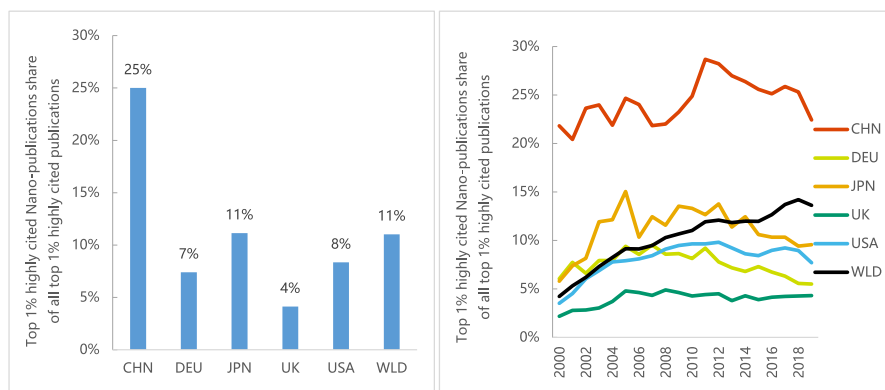 Top 1% highly cited Nano-publications share
of all top 1% highly cited publications
30%
25%
20%
15%
10%
5%
0%
25%
7%
11%
4%
8%
11%
CHN
DEU
JPN
UK
USA
WLD
Top 1% highly cited Nano-publications share
of all top 1% highly cited publications
30%
25%
20%
15%
10%
5%
0%
2000
2002
2004
2006
2008
2010
2012
2014
2016
2018
CHN
DEU
JPN
UK
USA
WLD